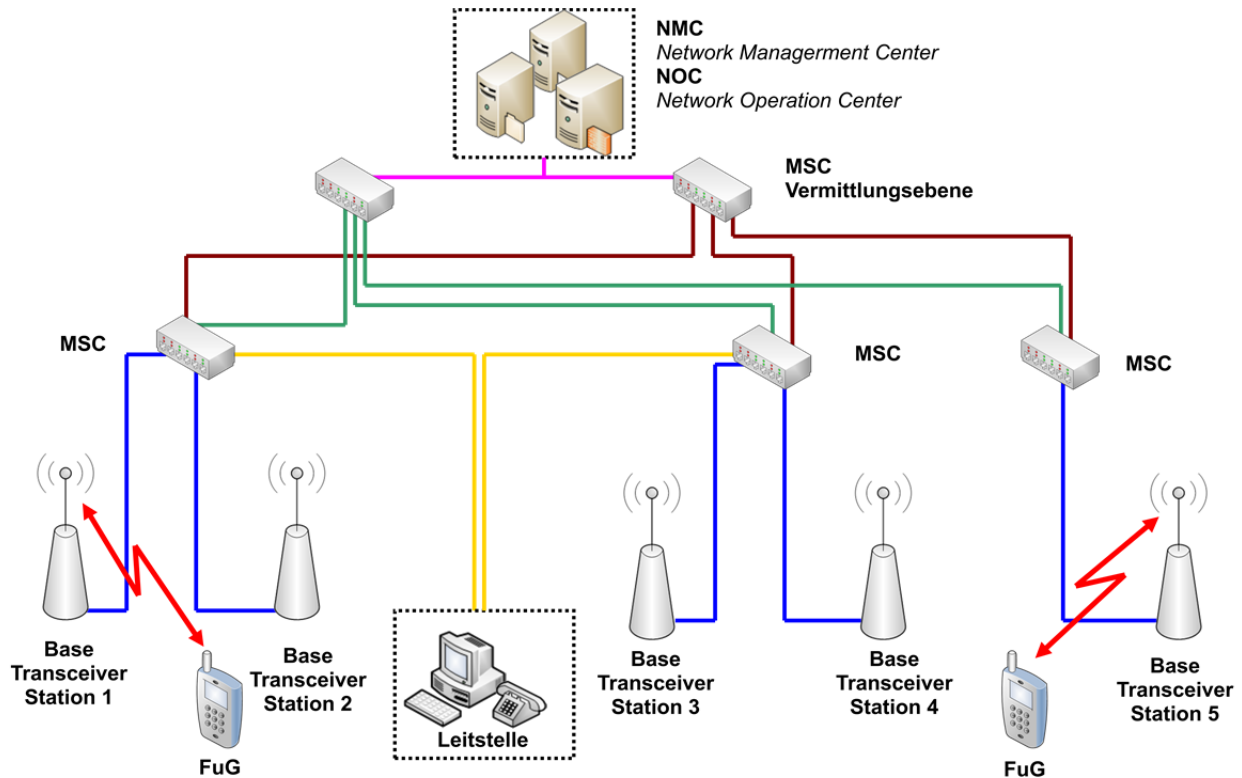 NMC
Network Managerment Center
NOC
Network Operation Center
MSC
Vermittlungsebene
MSC
MSC
MSC
Base
Transceiver
Station 1
Base
Transceiver
Station 2
Base
Transceiver
Station 3
Base
Transceiver
Station 4
Base
Transceiver
Station 5
Leitstelle
FuG
FuG